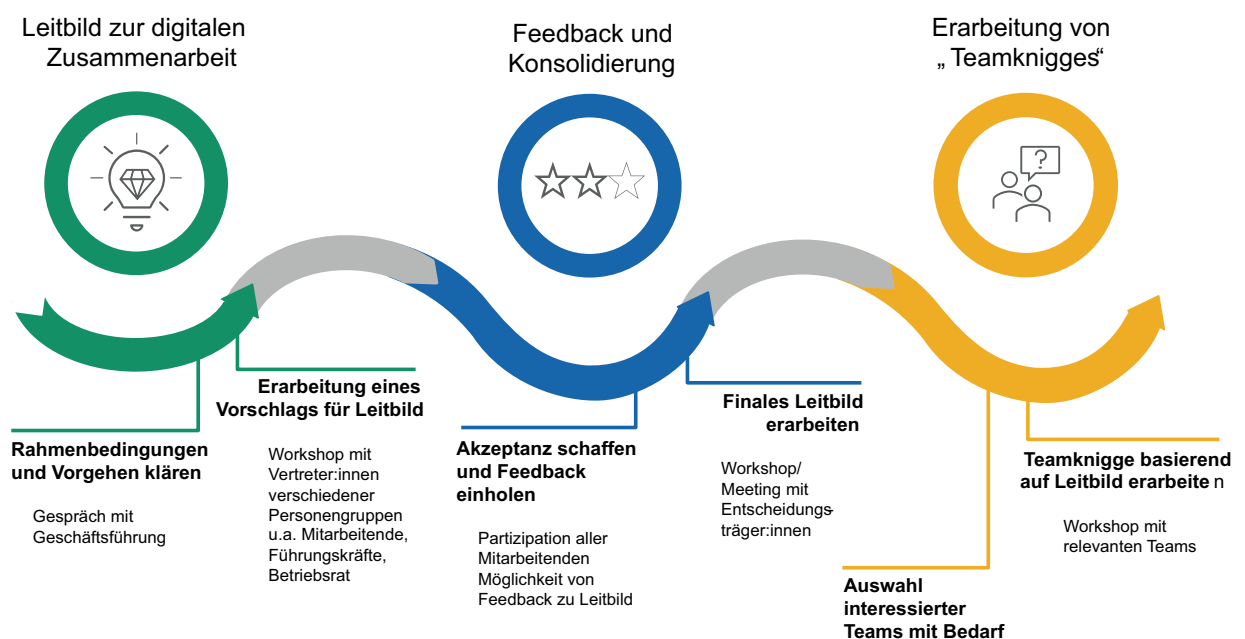 Leitbild zur digitalen
Zusammenarbeit
Feedback und
Konsolidierung
Erarbeitung von
„ Teamknigges“
?
Rahmenbedingungen
und Vorgehen klären
Gespräch mit
Geschäftsführung
Erarbeitung eines
Vorschlags für Leitbild
Workshop mit
Vertreter:innen
verschiedener
Personengruppen
u.a. Mitarbeitende,
Führungskräfte,
Betriebsrat
Akzeptanz schaffen
und Feedback
einholen
Partizipation aller
Mitarbeitenden
Möglichkeit von
Feedback zu Leitbild
Finales Leitbild
erarbeiten
Workshop/
Meeting mit
Entscheidungs-
träger:innen
Auswahl
interessierter
Teams mit Bedarf
Teamknigge basierend
auf Leitbild erarbeite n
Workshop mit
relevanten Teams